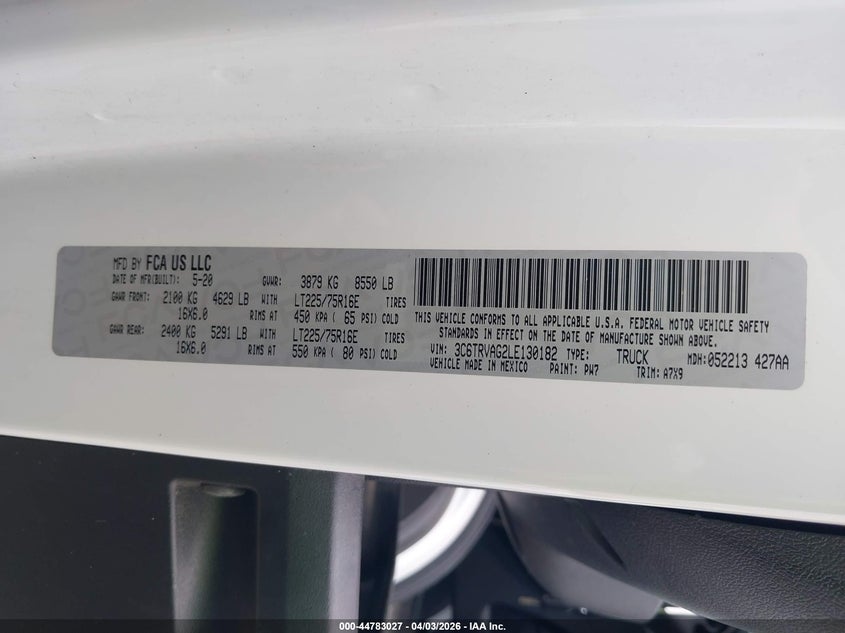 MFD BY FCA US LLC
DATE OF MFR(BUILT): 5-20 GVWR: 3879 KG 8550 LB
GAWR FRONT: 2100 KG 4629 LB WITH LT225/75R16E TIRES
16X6.0 RIMS AT 450 KPA ( 65 PSI) COLD
GAWR REAR: 2400 KG 5291 LB WITH LT225/75R16E TIRES
16X6.0 RIMS AT 550 KPA ( 80 PSI) COLD
THIS VEHICLE CONFORMS TO ALL APPLICABLE U.S.A. FEDERAL MOTOR VEHICLE SAFETY
STANDARDS IN EFFECT ON THE DATE OF MANUFACTURE SHOWN ABOVE.
VIN: 3C6TRVAG2LE130182 TYPE: TRUCK MDH: 052213 427AA
VEHICLE MADE IN MEXICO PAINT: PW7 TRIM: A7X9
000-44783027 - 04/03/2026 - IAA Inc.